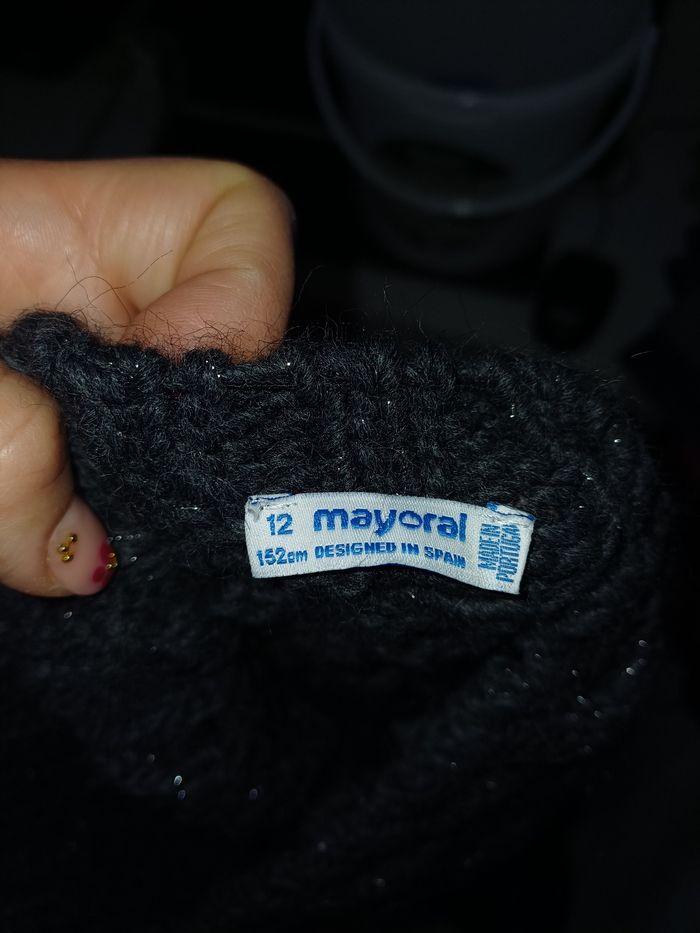 12 mayoral
152cm DESIGNED IN SPAIN
MADE IN
PORTUGAL